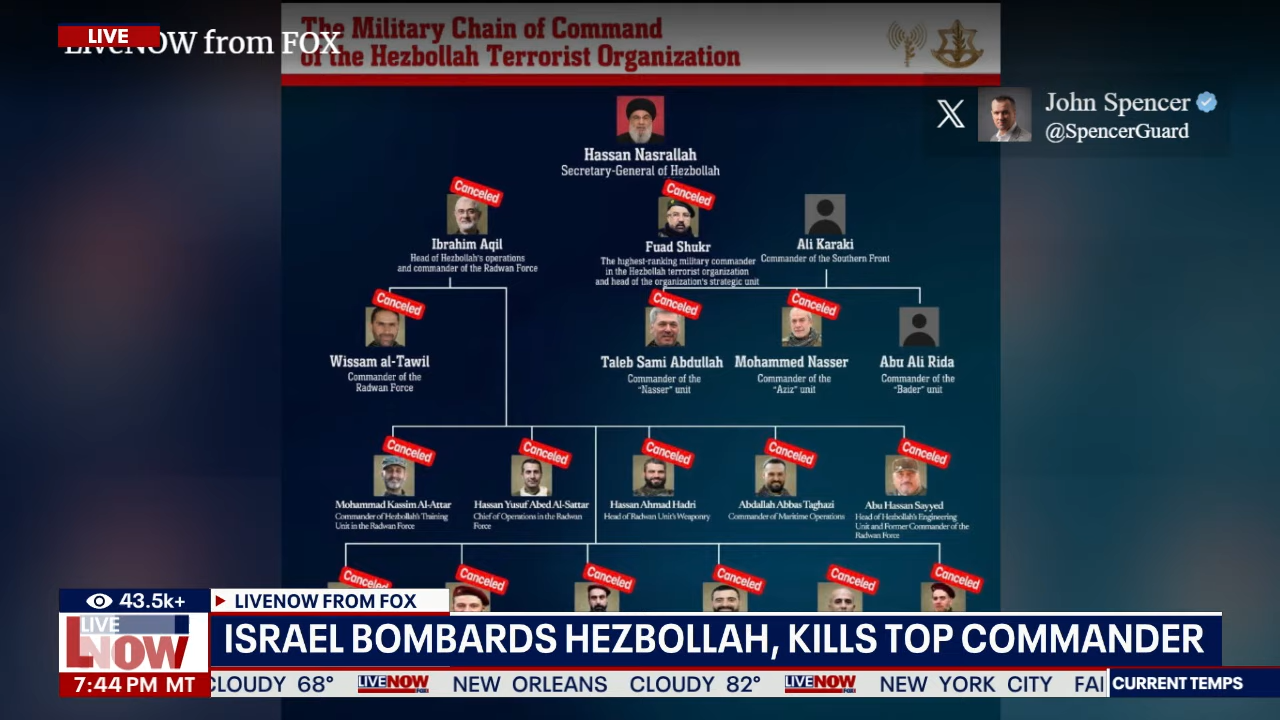 LIVE
LiveNOW from FOX
The Military Chain of Command
of the Hezbollah Terrorist Organization
John Spencer
@SpencerGuard
Hassan Nasrallah
Secretary-General of Hezbollah
Canceled
Canceled
Ibrahim Aqil
Head of Hezbollah's operations
and commander of the Radwan Force
Fuad Shukr
The highest-ranking military commander
in the Hezbollah terrorist organization
and head of the organization's strategic unit
Ali Karaki
Commander of the Southern Front
Canceled
Canceled
Canceled
Wissam al-Tawil
Commander of the
Radwan Force
Taleb Sami Abdullah
Commander of the
"Nasser" unit
Mohammed Nasser
Commander of the
"Aziz" unit
Abu Ali Rida
Commander of the
"Bader" unit
Canceled
Canceled
Canceled
Canceled
Canceled
Mohammad Kassim Al-Attar
Commander of Hezbollah's Training
Unit in the Radwan Force
Hassan Yusuf Abed Al-Sattar
Chief of Operations in the Radwan
Force
Hassan Ahmad Hadri
Head of Radwan Unit's Weaponry
Abdallah Abbas Taghazi
Commander of Maritime Operations
Abu Hassan Sayyed
Head of Hezbollah's Engineering
Unit and Former Commander of the
Radwan Force
Canceled
Canceled
Canceled
Canceled
Canceled
Canceled
43.5k+
LIVENOW FROM FOX
LIVE
NOW
ISRAEL BOMBARDS HEZBOLLAH, KILLS TOP COMMANDER
7:44 PM MT
CLOUDY 68° LIVENOW FOX NEW ORLEANS CLOUDY 82° LIVENOW FOX NEW YORK CITY FAI
CURRENT TEMPS